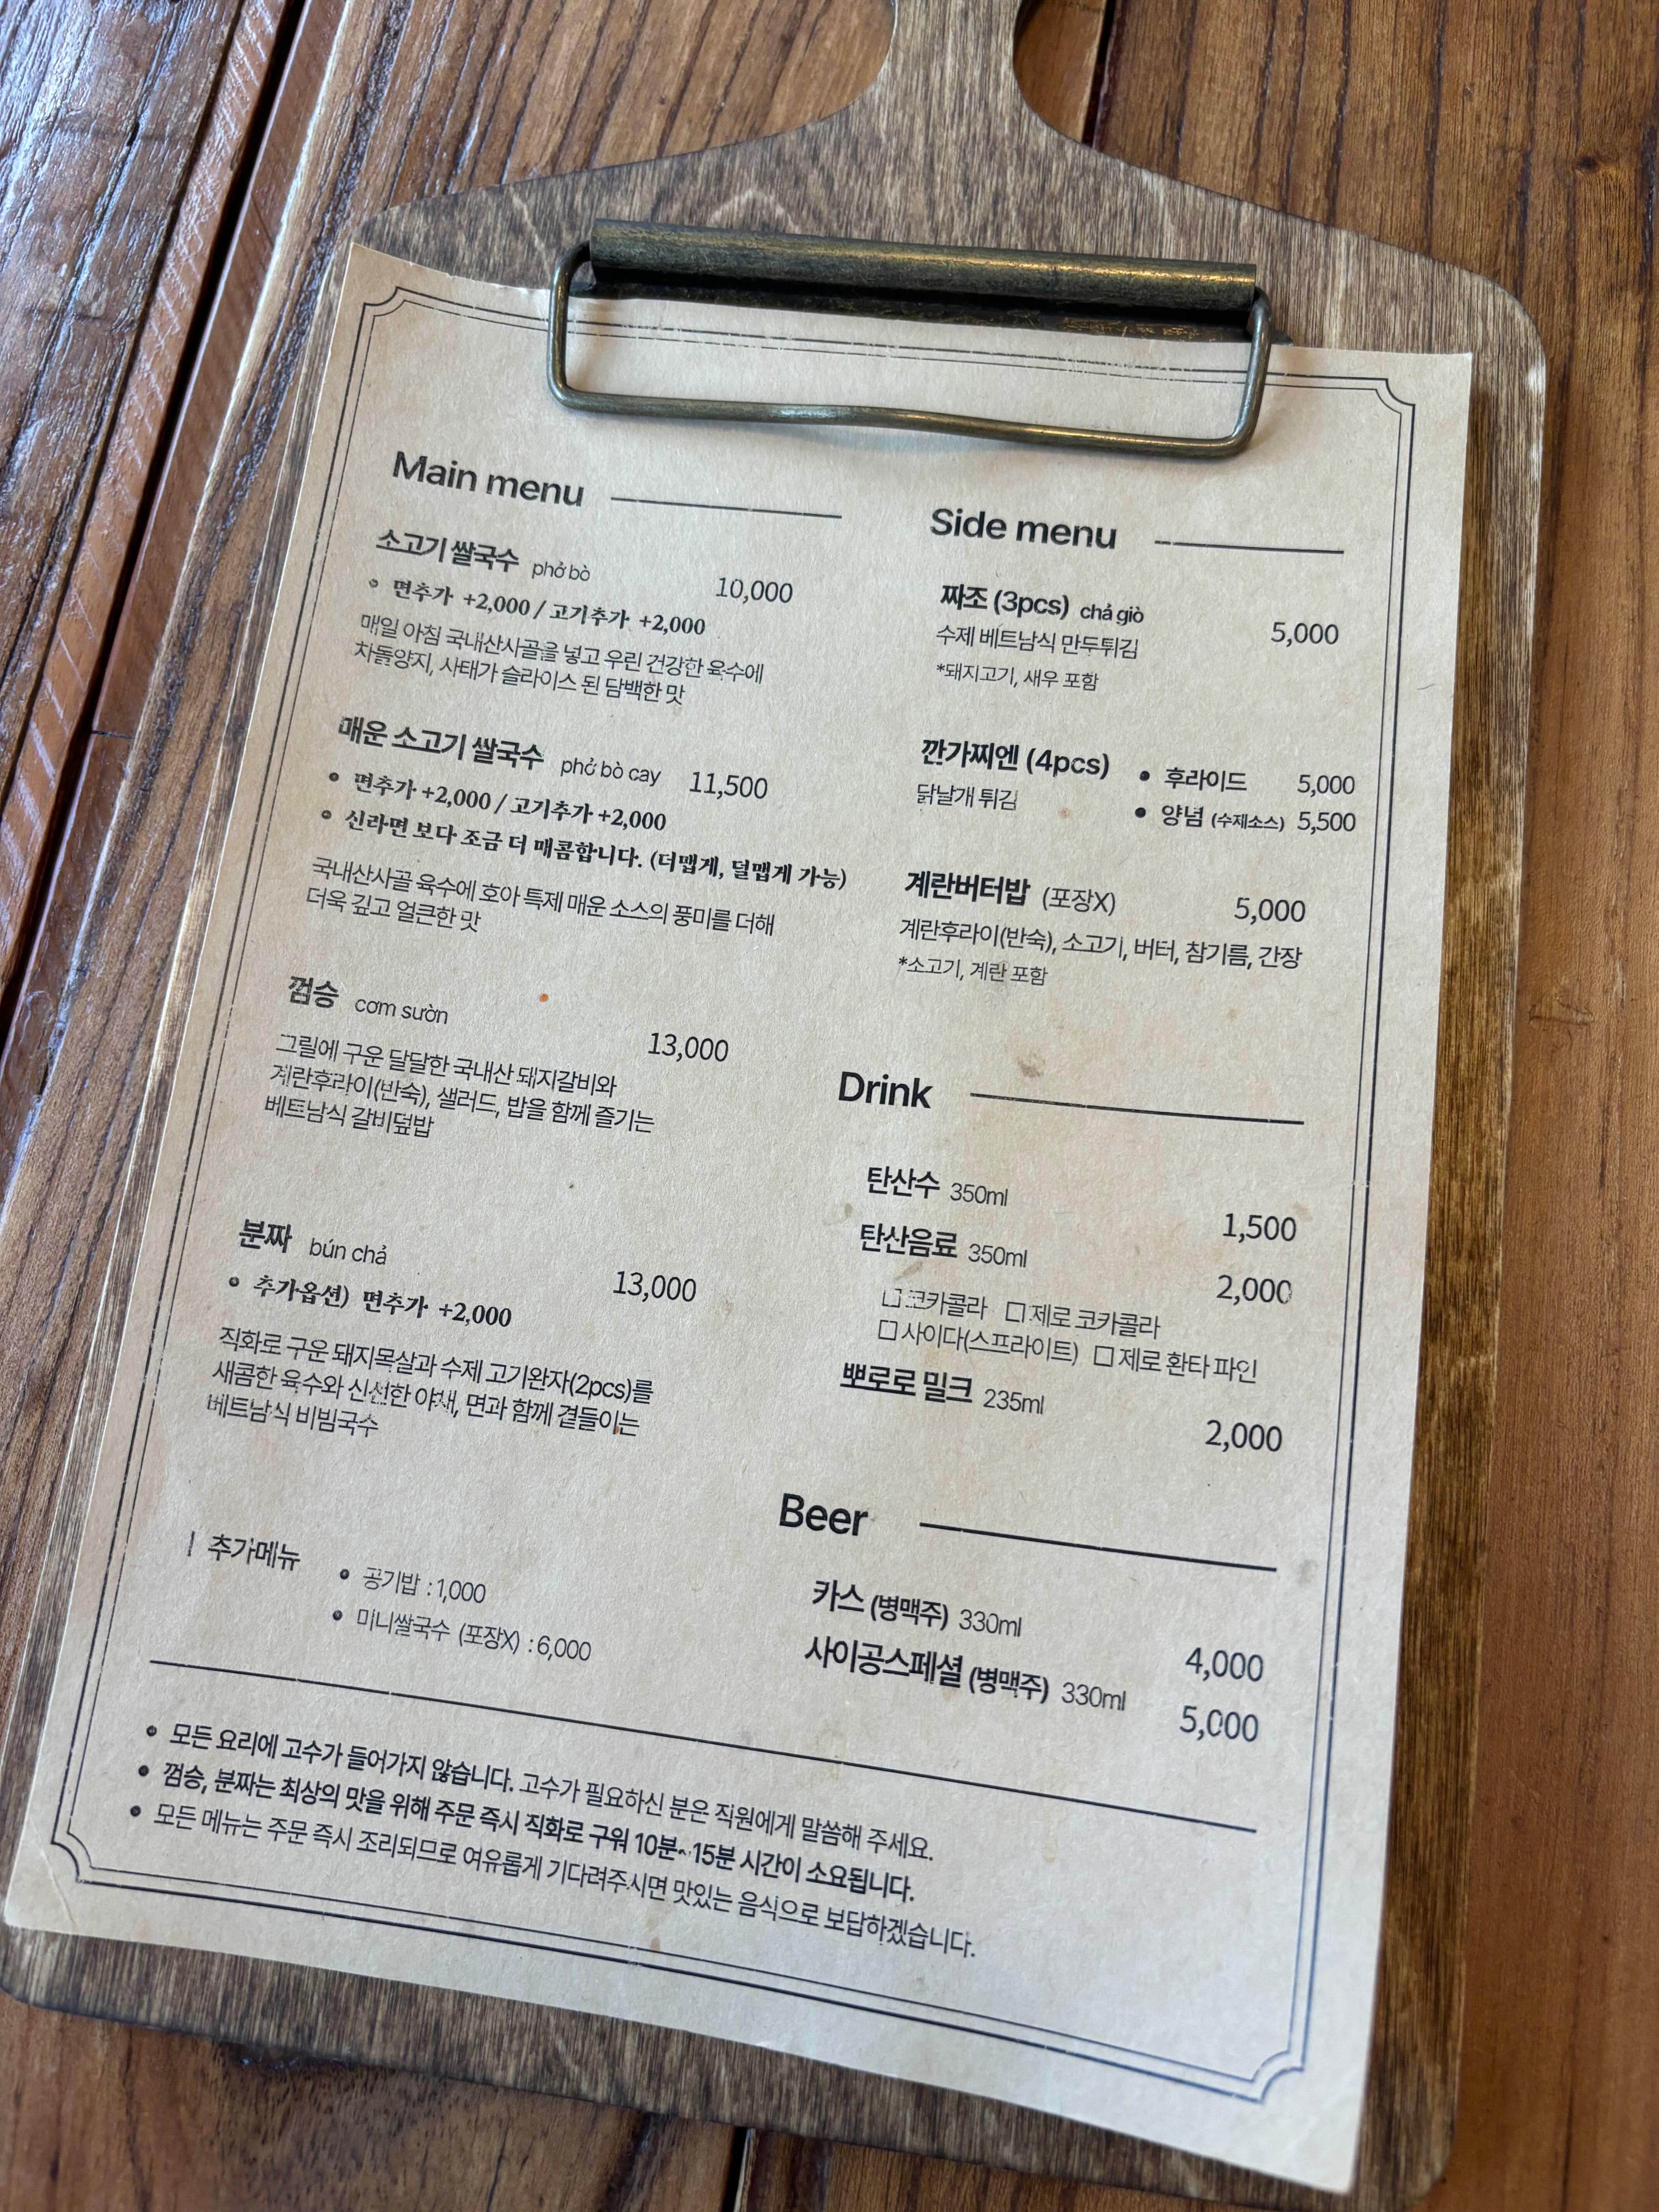 Main menu
소고기 쌀국수 phở bò 10,000
• 면추가 +2,000 / 고기추가 +2,000
매일 아침 국내산사골을 넣고 우린 건강한 육수에
차돌양지, 사태가 슬라이스 된 담백한 맛
매운 소고기 쌀국수 phở bò cay 11,500
• 면추가 +2,000 / 고기추가 +2,000
• 신라면 보다 조금 더 매콤합니다. (더맵게, 덜맵게 가능)
국내산사골 육수에 호아 특제 매운 소스의 풍미를 더해
더욱 깊고 얼큰한 맛
껌승 cơm sườn 13,000
그릴에 구운 달달한 국내산 돼지갈비와
계란후라이(반숙), 샐러드, 밥을 함께 즐기는
베트남식 갈비덮밥
분짜 bún chả 13,000
• 추가옵션) 면추가 +2,000
직화로 구운 돼지목살과 수제 고기완자(2pcs)를
새콤한 육수와 신선한 야채, 면과 함께 곁들이는
베트남식 비빔국수
| 추가메뉴
• 공기밥 : 1,000
• 미니쌀국수 (포장X) : 6,000
Side menu
짜조 (3pcs) chả giò 5,000
수제 베트남식 만두튀김
*돼지고기, 새우 포함
깐가찌엔 (4pcs) • 후라이드 5,000
닭날개 튀김 • 양념 (수제소스) 5,500
계란버터밥 (포장X) 5,000
계란후라이(반숙), 소고기, 버터, 참기름, 간장
*소고기, 계란 포함
Drink
탄산수 350ml 1,500
탄산음료 350ml 2,000
□ 코카콜라 □ 제로 코카콜라
□ 사이다(스프라이트) □ 제로 환타 파인
뽀로로 밀크 235ml 2,000
Beer
카스 (병맥주) 330ml 4,000
사이공스페셜 (병맥주) 330ml 5,000
• 모든 요리에 고수가 들어가지 않습니다. 고수가 필요하신 분은 직원에게 말씀해 주세요.
• 껌승, 분짜는 최상의 맛을 위해 주문 즉시 직화로 구워 10분~15분 시간이 소요됩니다.
• 모든 메뉴는 주문 즉시 조리되므로 여유롭게 기다려주시면 맛있는 음식으로 보답하겠습니다.